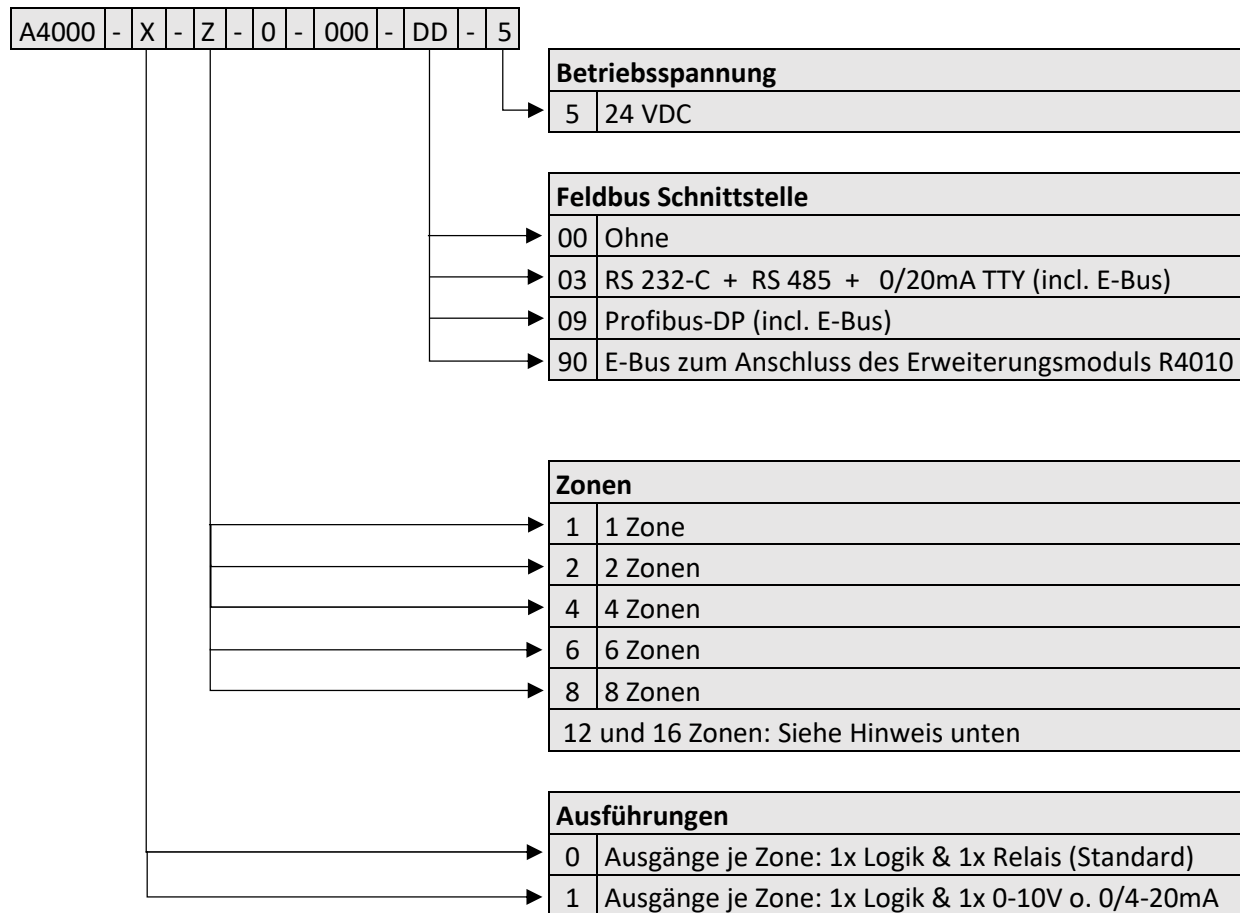 A4000 - X - Z - 0 - 000 - DD - 5
Betriebsspannung
5 24 VDC
Feldbus Schnittstelle
00 Ohne
03 RS 232-C + RS 485 + 0/20mA TTY (incl. E-Bus)
09 Profibus-DP (incl. E-Bus)
90 E-Bus zum Anschluss des Erweiterungsmoduls R4010
Zonen
1 1 Zone
2 2 Zonen
4 4 Zonen
6 6 Zonen
8 8 Zonen
12 und 16 Zonen: Siehe Hinweis unten
Ausführungen
0 Ausgänge je Zone: 1x Logik & 1x Relais (Standard)
1 Ausgänge je Zone: 1x Logik & 1x 0-10V o. 0/4-20mA